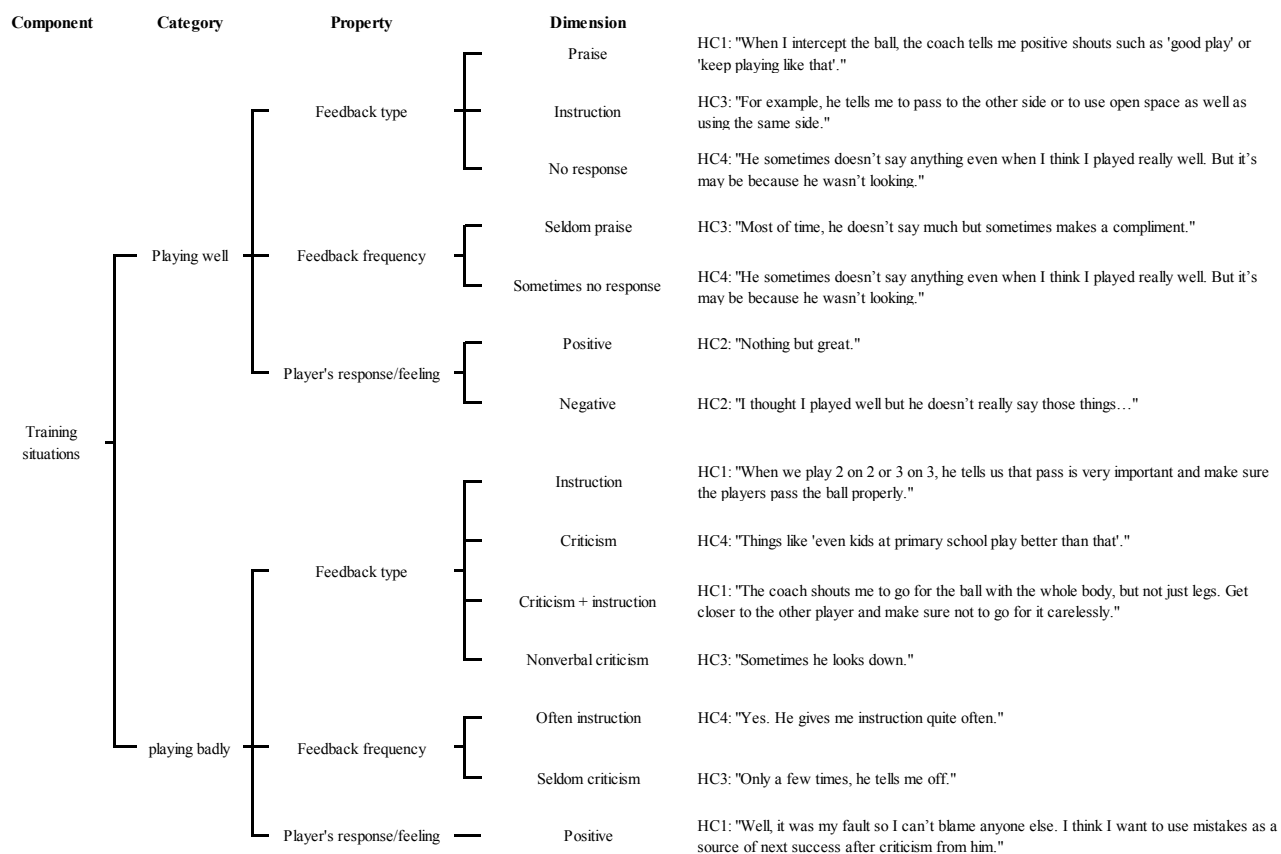 Component Category Property Dimension
Praise HC1: "When I intercept the ball, the coach tells me positive shouts such as 'good play' or
'keep playing like that'."
Feedback type Instruction HC3: "For example, he tells me to pass to the other side or to use open space as well as
using the same side."
No response HC4: "He sometimes doesn’t say anything even when I think I played really well. But it’s
may be because he wasn’t looking."
Seldom praise HC3: "Most of time, he doesn’t say much but sometimes makes a compliment."
Playing well Feedback frequency
Sometimes no response HC4: "He sometimes doesn’t say anything even when I think I played really well. But it’s
may be because he wasn’t looking."
Positive HC2: "Nothing but great."
Player's response/feeling
Negative HC2: "I thought I played well but he doesn’t really say those things…"
Training
situations
Instruction HC1: "When we play 2 on 2 or 3 on 3, he tells us that pass is very important and make sure
the players pass the ball properly."
Criticism HC4: "Things like 'even kids at primary school play better than that'."
Feedback type
Criticism + instruction HC1: "The coach shouts me to go for the ball with the whole body, but not just legs. Get
closer to the other player and make sure not to go for it carelessly."
Nonverbal criticism HC3: "Sometimes he looks down."
Often instruction HC4: "Yes. He gives me instruction quite often."
playing badly Feedback frequency
Seldom criticism HC3: "Only a few times, he tells me off."
Player's response/feeling Positive HC1: "Well, it was my fault so I can’t blame anyone else. I think I want to use mistakes as a
source of next success after criticism from him."